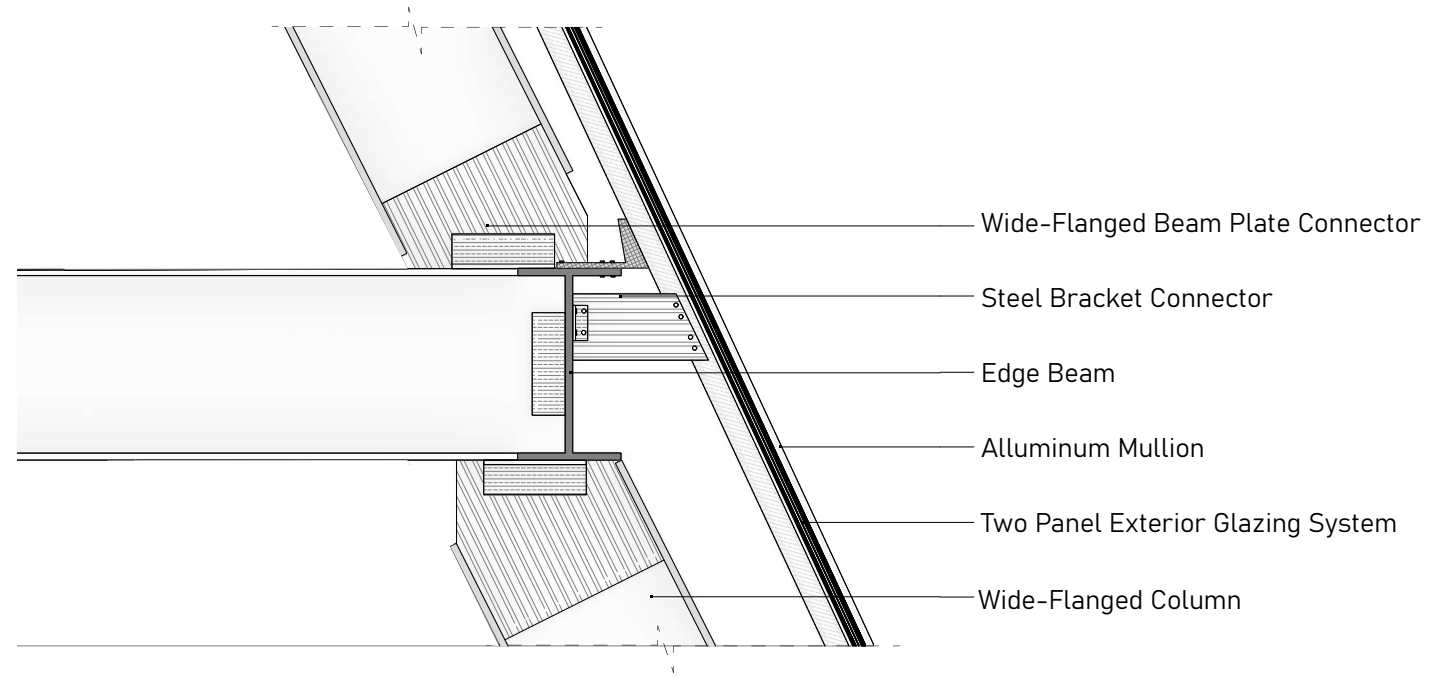 Wide-Flanged Beam Plate Connector
Steel Bracket Connector
Edge Beam
Alluminum Mullion
Two Panel Exterior Glazing System
Wide-Flanged Column